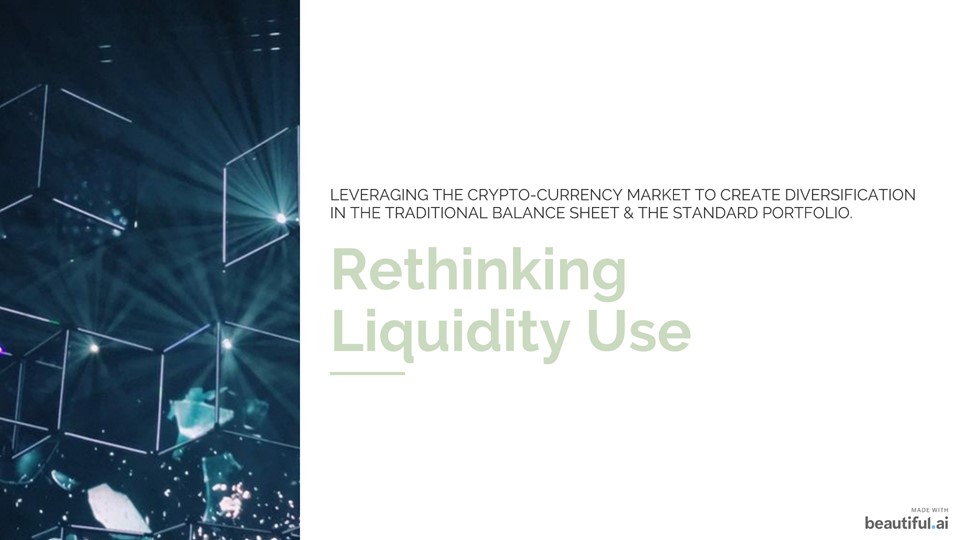 LEVERAGING THE CRYPTO-CURRENCY MARKET TO CREATE DIVERSIFICATION
IN THE TRADITIONAL BALANCE SHEET & THE STANDARD PORTFOLIO.
Rethinking
Liquidity Use
MADE WITH
beautiful.ai